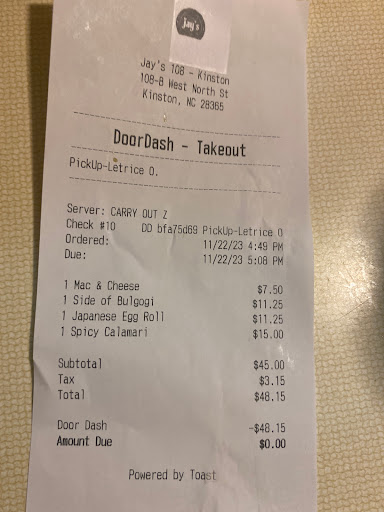 jay's
Jay's 108 - Kinston
108-B West North St
Kinston, NC 28365
DoorDash - Takeout
PickUp-Letrice O.
Server: CARRY OUT Z
Check #10 DD bfa75d69 PickUp-Letrice O
Ordered: 11/22/23 4:49 PM
Due: 11/22/23 5:08 PM
1 Mac & Cheese $7.50
1 Side of Bulgogi $11.25
1 Japanese Egg Roll $11.25
1 Spicy Calamari $15.00
Subtotal $45.00
Tax $3.15
Total $48.15
Door Dash -$48.15
Amount Due $0.00
Powered by Toast